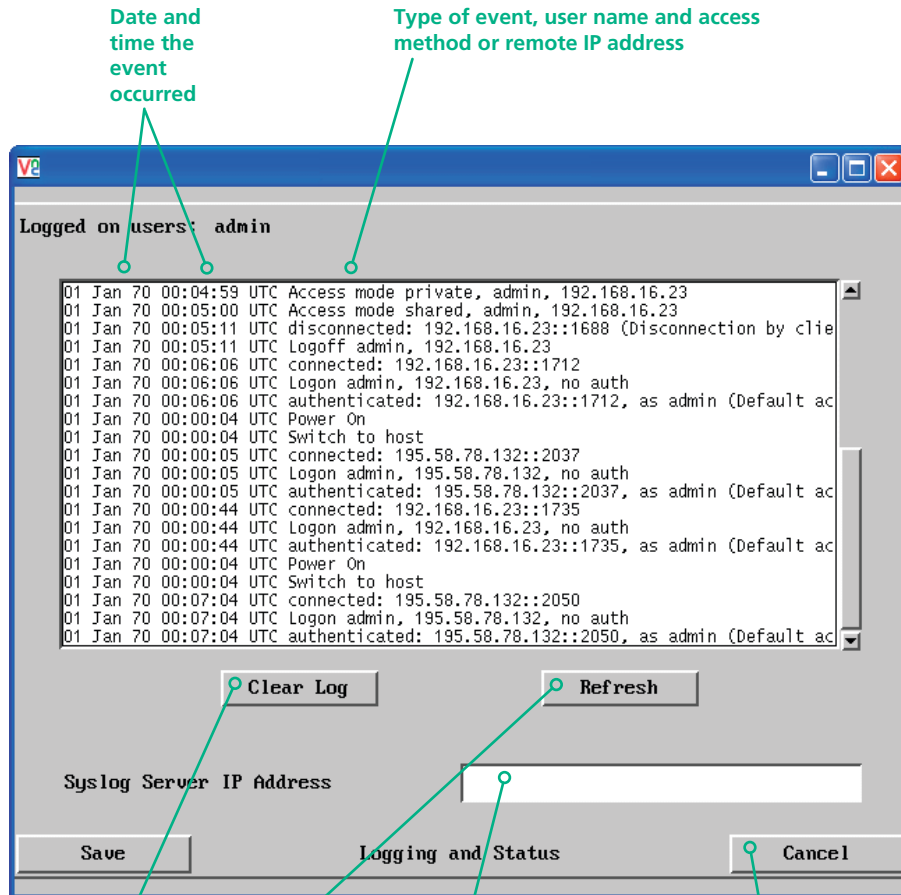 Date and
time the
event
occurred
Type of event, user name and access
method or remote IP address
Logged on users: admin
01 Jan 70 00:04:59 UTC Access mode private, admin, 192.168.16.23
01 Jan 70 00:05:00 UTC Access mode shared, admin, 192.168.16.23
01 Jan 70 00:05:11 UTC disconnected: 192.168.16.23::1688 (Disconnection by clie
01 Jan 70 00:05:11 UTC Logoff admin, 192.168.16.23
01 Jan 70 00:06:06 UTC connected: 192.168.16.23::1712
01 Jan 70 00:06:06 UTC Logon admin, 192.168.16.23, no auth
01 Jan 70 00:06:06 UTC authenticated: 192.168.16.23::1712, as admin (Default ac
01 Jan 70 00:00:04 UTC Power On
01 Jan 70 00:00:04 UTC Switch to host
01 Jan 70 00:00:05 UTC connected: 195.58.78.132::2037
01 Jan 70 00:00:05 UTC Logon admin, 195.58.78.132, no auth
01 Jan 70 00:00:05 UTC authenticated: 195.58.78.132::2037, as admin (Default ac
01 Jan 70 00:00:44 UTC connected: 192.168.16.23::1735
01 Jan 70 00:00:44 UTC Logon admin, 192.168.16.23, no auth
01 Jan 70 00:00:44 UTC authenticated: 192.168.16.23::1735, as admin (Default ac
01 Jan 70 00:00:04 UTC Power On
01 Jan 70 00:00:04 UTC Switch to host
01 Jan 70 00:07:04 UTC connected: 195.58.78.132::2050
01 Jan 70 00:07:04 UTC Logon admin, 195.58.78.132, no auth
01 Jan 70 00:07:04 UTC authenticated: 195.58.78.132::2050, as admin (Default ac
Clear Log
Refresh
Syslog Server IP Address
Save
Logging and Status
Cancel